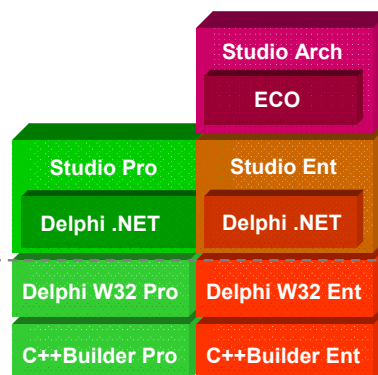 Studio Arch
ECO
Studio Pro
Studio Ent
Delphi .NET
Delphi .NET
Delphi W32 Pro
Delphi W32 Ent
C++Builder Pro
C++Builder Ent